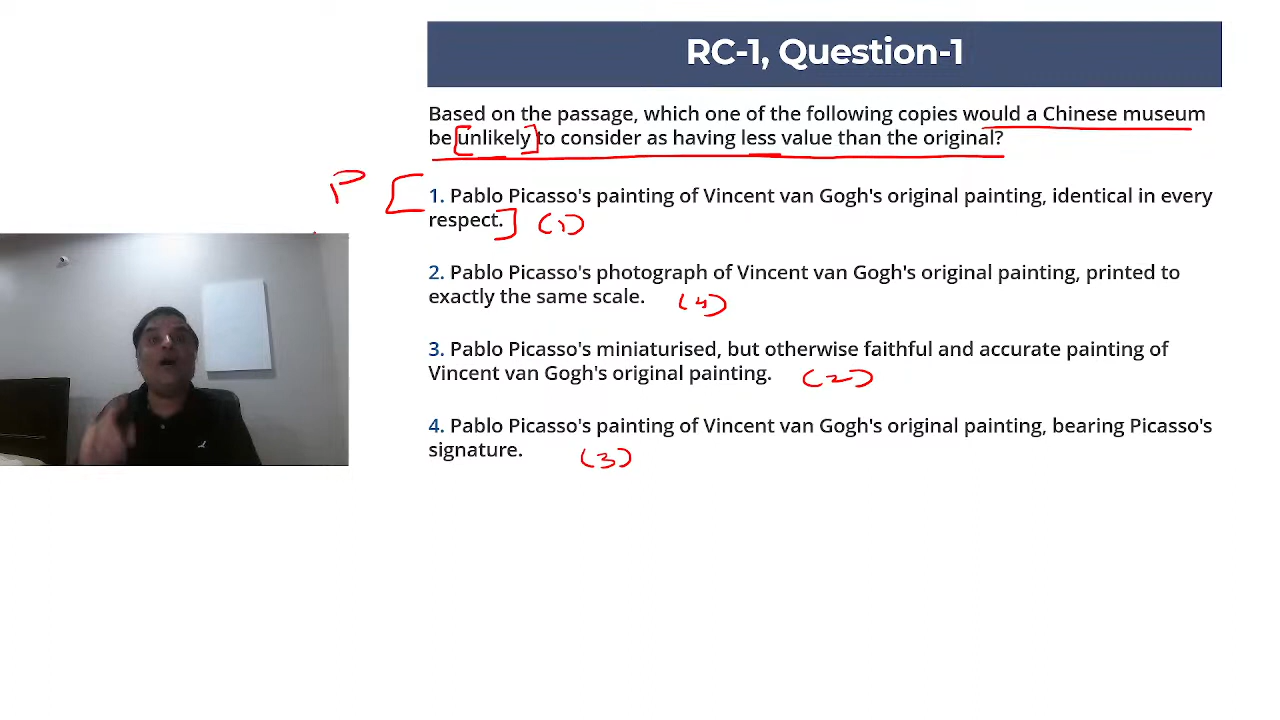 RC-1, Question-1
Based on the passage, which one of the following copies would a Chinese museum
be [unlikely] to consider as having less value than the original?
P [ 1. Pablo Picasso's painting of Vincent van Gogh's original painting, identical in every
respect. ] (1)
2. Pablo Picasso's photograph of Vincent van Gogh's original painting, printed to
exactly the same scale. (4)
3. Pablo Picasso's miniaturised, but otherwise faithful and accurate painting of
Vincent van Gogh's original painting. (2)
4. Pablo Picasso's painting of Vincent van Gogh's original painting, bearing Picasso's
signature. (3)